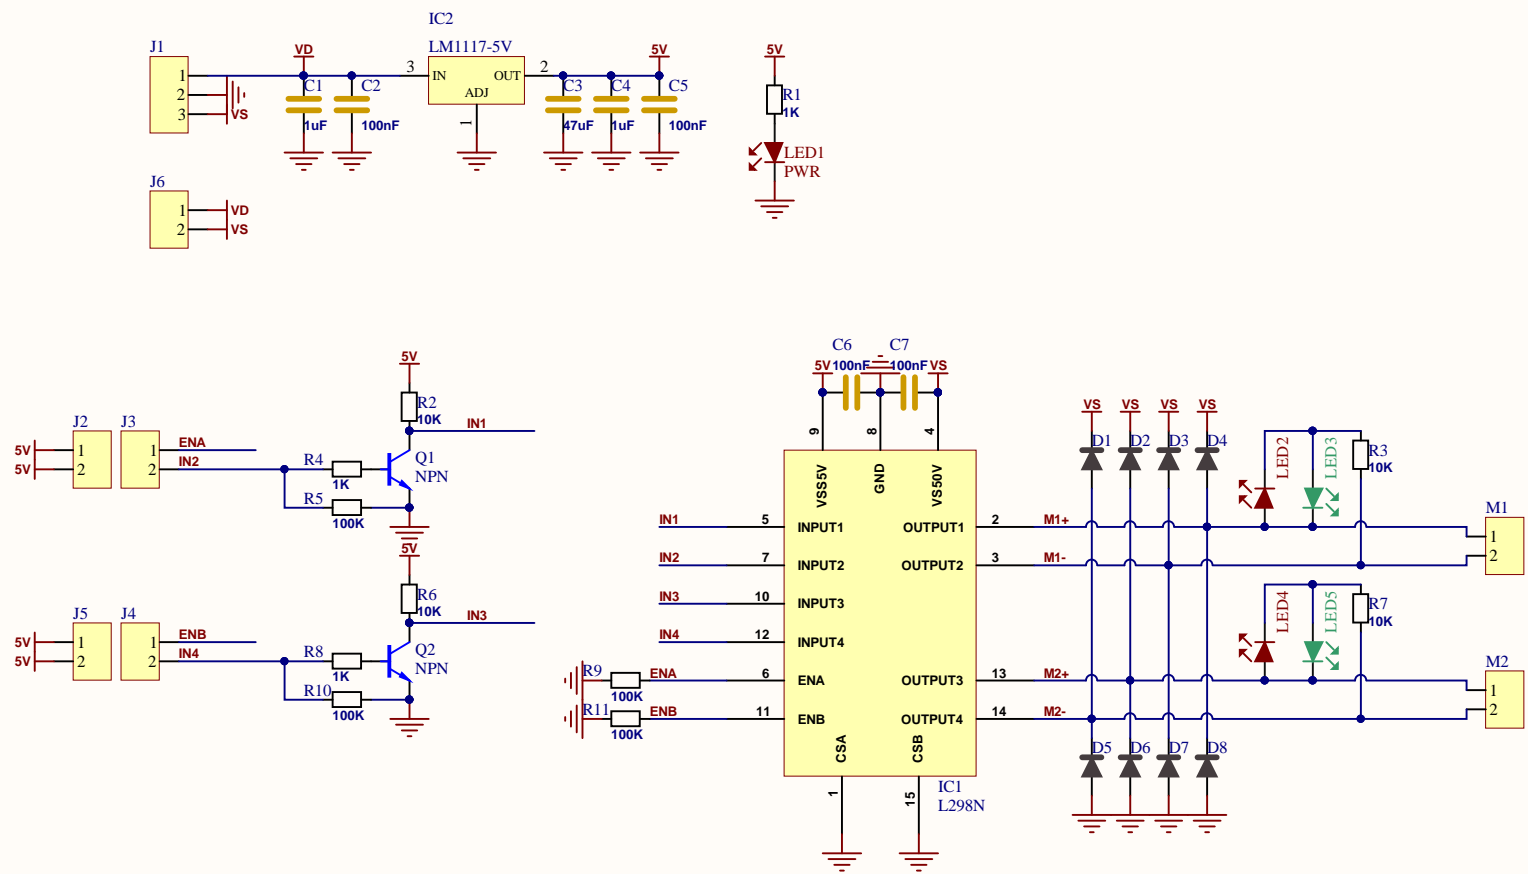 IC2
J1
VD
LM1117-5V
5V
5V
1
3
IN
OUT
2
2
C1
C2
ADJ
C3
C4
C5
R1
3
VS
1K
1uF
100nF
1
47uF
1uF
100nF
LED1
PWR
J6
1
VD
2
VS
C6
C7
5V
5V
100nF
100nF
VS
R2
10K
VS
VS
VS
VS
J2
J3
IN1
9
8
4
D1
D2
D3
D4
LED2
LED3
R3
10K
5V
1
1
ENA
5V
2
2
IN2
R4
1K
Q1
NPN
VSS5V
GND
VS50V
R5
100K
M1
IN1
5
INPUT1
OUTPUT1
2
M1+
1
5V
IN2
7
INPUT2
OUTPUT2
3
M1-
2
R6
10K
IN3
10
INPUT3
LED4
LED5
R7
10K
J5
J4
IN3
5V
1
1
ENB
IN4
12
INPUT4
5V
2
2
IN4
R8
1K
Q2
NPN
M2
R9
100K
ENA
6
ENA
OUTPUT3
13
M2+
1
R10
100K
R11
100K
ENB
11
ENB
OUTPUT4
14
M2-
2
CSA
CSB
D5
D6
D7
D8
1
15
IC1
L298N